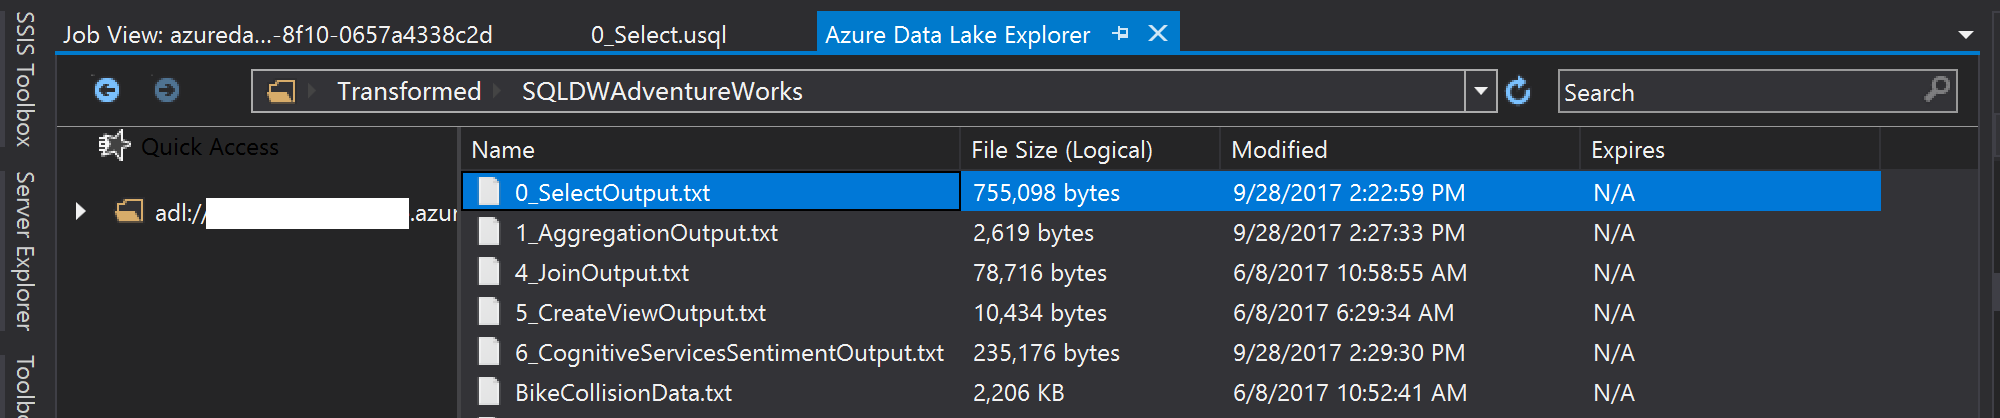 SSIS Toolbox
Server Explorer
Job View: azureda...-8f10-0657a4338c2d 0_Select.usql Azure Data Lake Explorer
Transformed SQLDWAdventureWorks Search
Quick Access
adl:// .azur
Name File Size (Logical) Modified Expires
0_SelectOutput.txt 755,098 bytes 9/28/2017 2:22:59 PM N/A
1_AggregationOutput.txt 2,619 bytes 9/28/2017 2:27:33 PM N/A
4_JoinOutput.txt 78,716 bytes 6/8/2017 10:58:55 AM N/A
5_CreateViewOutput.txt 10,434 bytes 6/8/2017 6:29:34 AM N/A
6_CognitiveServicesSentimentOutput.txt 235,176 bytes 9/28/2017 2:29:30 PM N/A
BikeCollisionData.txt 2,206 KB 6/8/2017 10:52:41 AM N/A